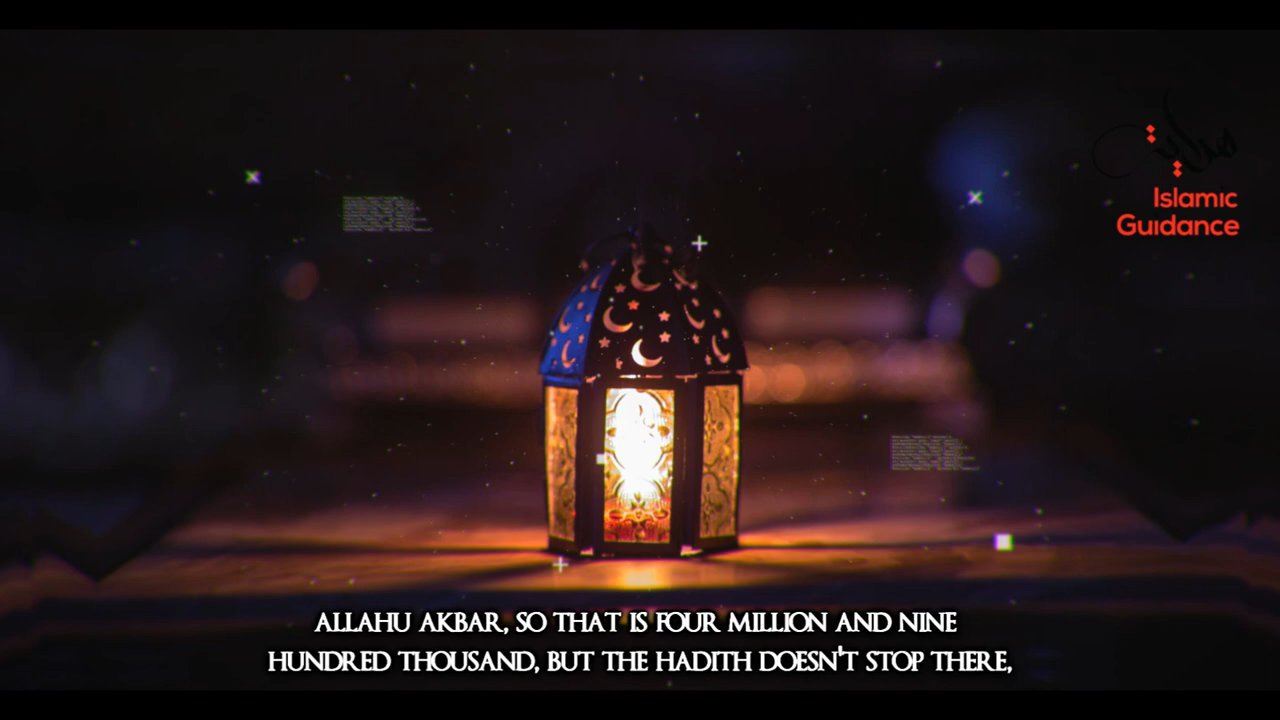 Islamic
Guidance
ALLAHU AKBAR, SO THAT IS FOUR MILLION AND NINE
HUNDRED THOUSAND, BUT THE HADITH DOESN'T STOP THERE,